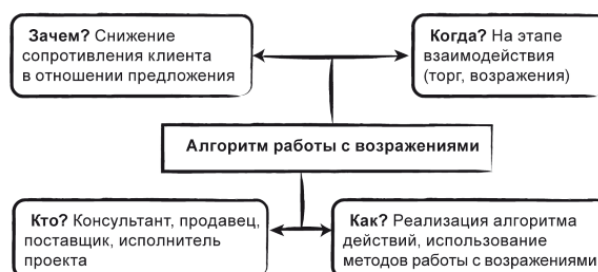 Зачем? Снижение
сопротивления клиента
в отношении предложения
Когда? На этапе
взаимодействия
(торг, возражения)
Алгоритм работы с возражениями
Кто? Консультант, продавец,
поставщик, исполнитель
проекта
Как? Реализация алгоритма
действий, использование
методов работы с возражениями